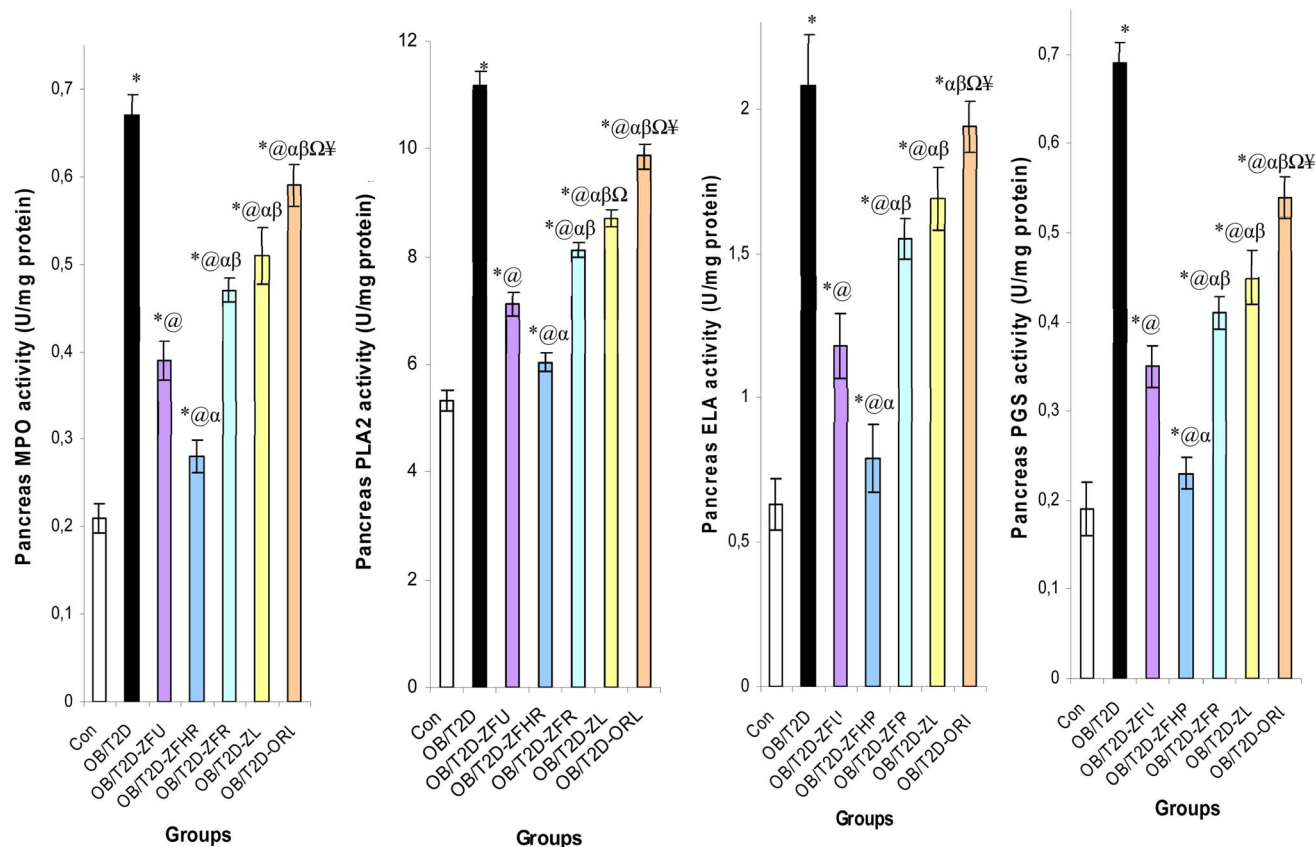 Pancreas MPO activity (U/mg protein)
0,7
0,6
0,5
0,4
0,3
0,2
0,1
0
*
*@
*@α
*@αβ
*@αβ
*@αβΩ¥
Con
OB/T2D
OB/T2D-ZFU
OB/T2D-ZFHR
OB/T2D-ZFR
OB/T2D-ZL
OB/T2D-ORL
Groups
Pancreas PLA2 activity (U/mg protein)
12
10
8
6
4
2
0
*
*@
*@α
*@αβ
*@αβΩ
*@αβΩ¥
Con
OB/T2D
OB/T2D-ZFU
OB/T2D-ZFHR
OB/T2D-ZFR
OB/T2D-ZL
OB/T2D-ORL
Groups
Pancreas ELA activity (U/mg protein)
2
1,5
1
0,5
0
*
*@
*@α
*@αβ
*@αβ
*αβΩ¥
Con
OB/T2D
OB/T2D-ZFU
OB/T2D-ZFHP
OB/T2D-ZFR
OB/T2D-ZL
OB/T2D-ORI
Groups
Pancreas PGS activity (U/mg protein)
0,7
0,6
0,5
0,4
0,3
0,2
0,1
0
*
*@
*@α
*@αβ
*@αβ
*@αβΩ¥
Con
OB/T2D
OB/T2D-ZFU
OB/T2D-ZFHP
OB/T2D-ZFR
OB/T2D-ZL
OB/T2D-ORI
Groups